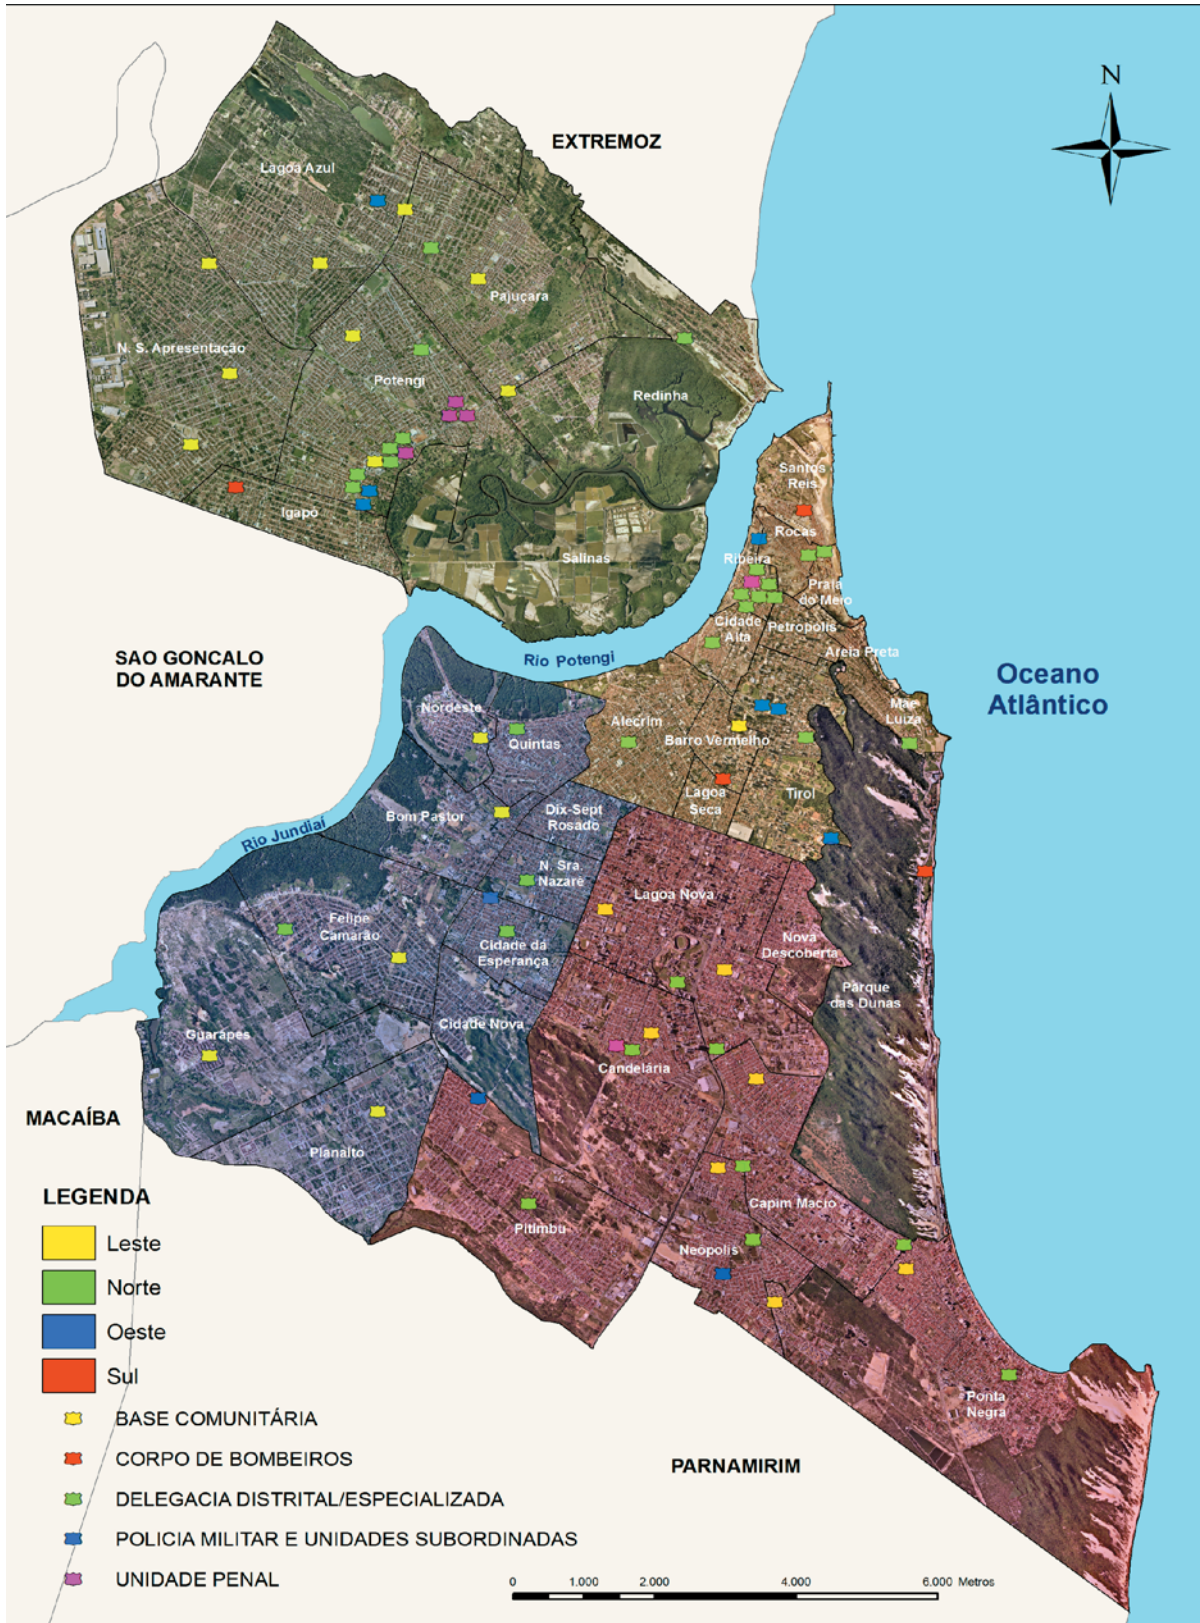 N
EXTREMOZ
Lagoa Azul
Pajuçara
N. S. Apresentação
Potengi
Redinha
Santos
Reis
Igapó
Rocas
Salinas
Ribeira
Praia
do Meio
Cidade
Alta
Petropolis
Areia Preta
Rio Potengi
SAO GONCALO
DO AMARANTE
Oceano
Atlântico
Nordeste
Mãe
Luiza
Alecrim
Quintas
Barro Vermelho
Lagoa
Seca
Tirol
Bom Pastor
Dix-Sept
Rosado
Rio Jundiaí
N. Sra.
Nazaré
Lagoa Nova
Felipe
Camarão
Cidade da
Esperança
Nova
Descoberta
Parque
das Dunas
Guarapes
Cidade Nova
Candelária
MACAÍBA
Planalto
LEGENDA
Capim Macio
Pitimbu
Neópolis
Leste
Norte
Oeste
Sul
Ponta
Negra
BASE COMUNITÁRIA
CORPO DE BOMBEIROS
PARNAMIRIM
DELEGACIA DISTRITAL/ESPECIALIZADA
POLICIA MILITAR E UNIDADES SUBORDINADAS
UNIDADE PENAL
0 1.000 2.000 4.000 6.000 Metros